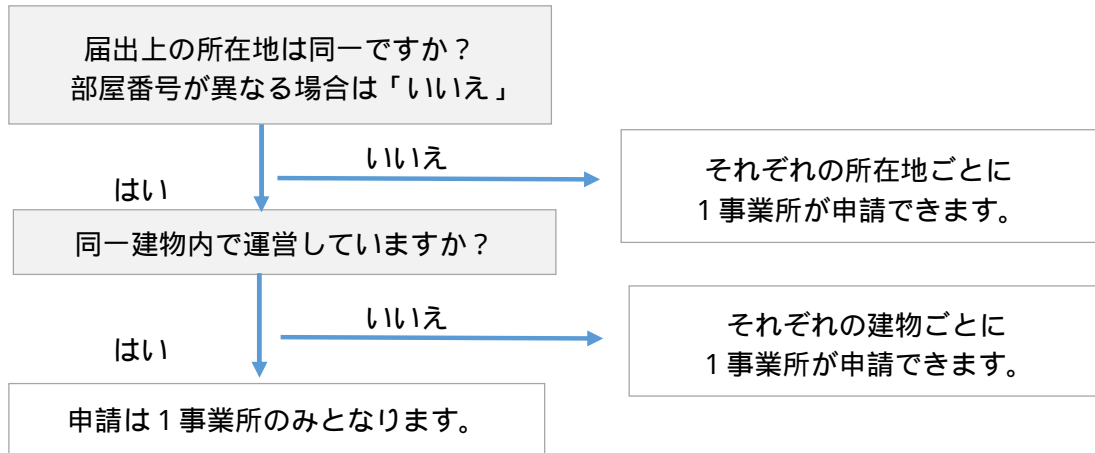 届出上の所在地は同一ですか？
部屋番号が異なる場合は「いいえ」
いいえ
はい
それぞれの所在地ごとに
１事業所が申請できます。
同一建物内で運営していますか？
いいえ
はい
それぞれの建物ごとに
１事業所が申請できます。
申請は１事業所のみとなります。